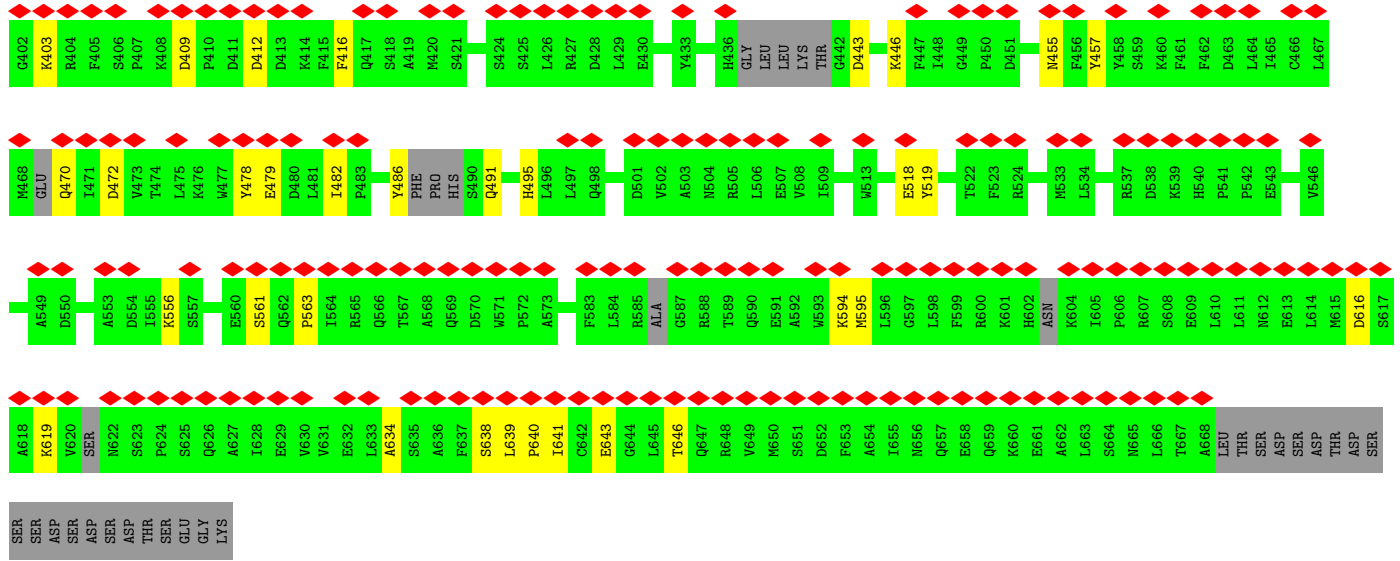 G402 K403 R404 F405 S406 P407 K408 D409 P410 D411 D412 D413 K414 F415 F416 Q417 S418 A419 M420 S421 S424 S425 L426 R427 D428 L429 E430 Y433 H436 GLY LEU LEU LYS THR G442 D443 K446 F447 I448 G449 P450 D451 N455 F456 Y457 Y458 S459 K460 F461 F462 D463 L464 I465 C466 L467
M468 GLU Q470 I471 D472 V473 T474 L475 K476 W477 Y478 E479 D480 L481 I482 P483 Y486 PHE PRO HIS S490 Q491 H495 L496 L497 Q498 D501 V502 A503 N504 R505 L506 E507 V508 I509 W513 E518 Y519 T522 F523 R524 M533 L534 R537 D538 K539 H540 P541 P542 E543 V546
A549 D550 A553 D554 I555 K556 S557 E560 S561 Q562 P563 I564 R565 Q566 T567 A568 Q569 D570 W571 P572 A573 F583 L584 R585 ALA G587 R588 T589 Q590 E591 A592 W593 K594 M595 L596 G597 L598 F599 R600 K601 H602 ASN K604 I605 P606 R607 S608 E609 L610 L611 N612 E613 L614 M615 D616 S617
A618 K619 V620 SER N622 S623 P624 S625 Q626 A627 I628 E629 V630 V631 E632 L633 A634 S635 A636 F637 S638 L639 P640 I641 C642 E643 G644 L645 T646 Q647 R648 V649 M650 S651 D652 F653 A654 I655 N656 Q657 E658 Q659 K660 E661 A662 L663 S664 N665 L666 T667 A668 LEU THR SER ASP SER ASP THR ASP SER
SER SER ASP SER ASP SER ASP THR SER GLU GLY LYS